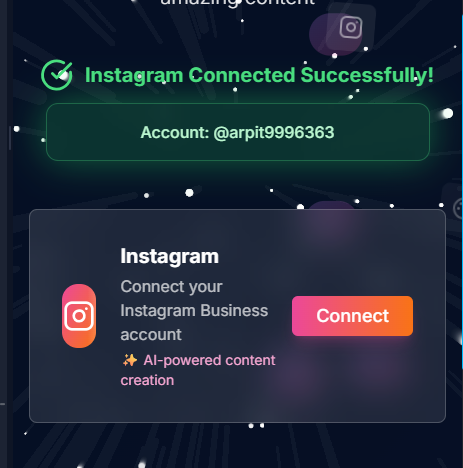 amazing content
Instagram Connected Successfully!
Account: @arpit9996363
Instagram
Connect your
Instagram Business
account
✨ AI-powered content
creation
Connect